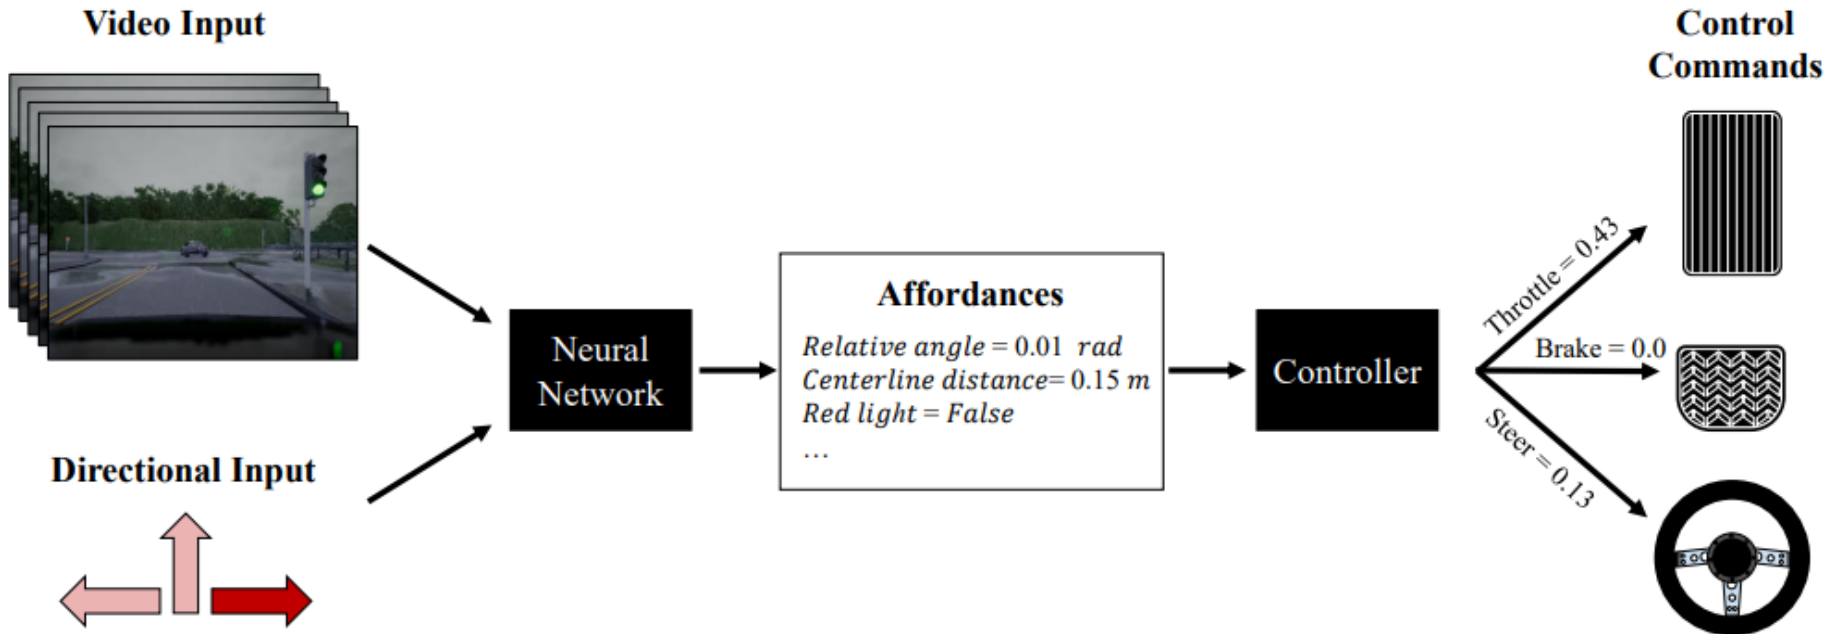 Video Input
Control
Commands
Throttle = 0.43
Affordances
Relative angle = 0.01 rad
Neural
Network
Centerline distance= 0.15 m
Controller
Brake = 0.0
Red light = False
...
Steer = 0.13
Directional Input